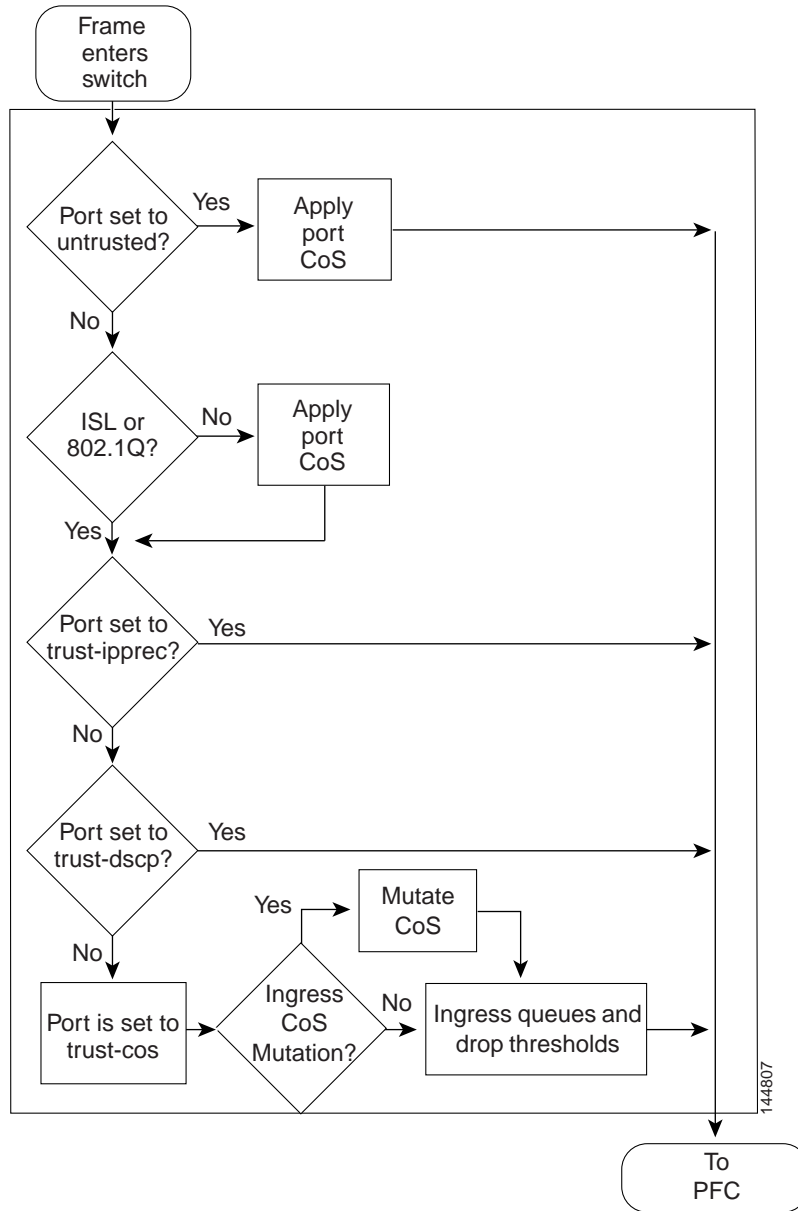 Frame
enters
switch
Port set to
untrusted?
Yes
Apply
port
CoS
No
ISL or
802.1Q?
No
Apply
port
CoS
Yes
Port set to
trust-ipprec?
Yes
No
Port set to
trust-dscp?
Yes
No
Port is set to
trust-cos
Ingress
CoS
Mutation?
Yes
Mutate
CoS
No
Ingress queues and
drop thresholds
144807
To
PFC